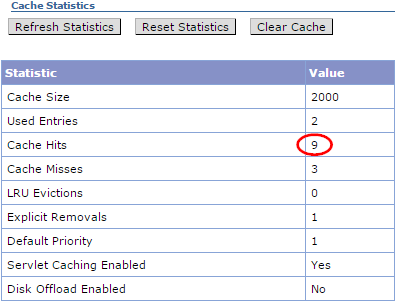 Cache Statistics
Refresh Statistics Reset Statistics Clear Cache
Statistic Value
Cache Size 2000
Used Entries 2
Cache Hits 9
Cache Misses 3
LRU Evictions 0
Explicit Removals 1
Default Priority 1
Servlet Caching Enabled Yes
Disk Offload Enabled No